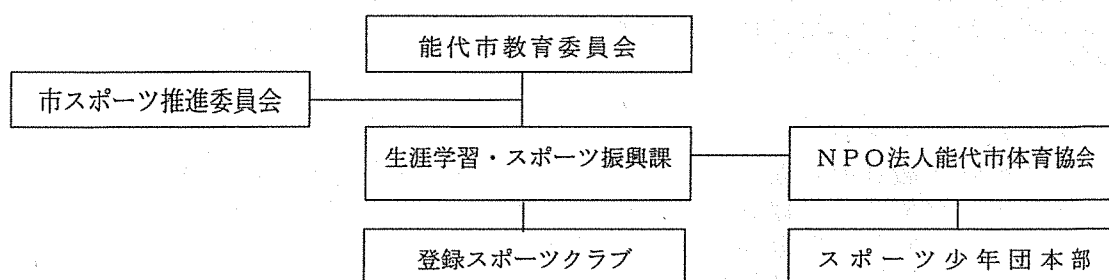 能代市教育委員会
市スポーツ推進委員会
生涯学習・スポーツ振興課
NPO法人能代市体育協会
登録スポーツクラブ
スポーツ少年団本部